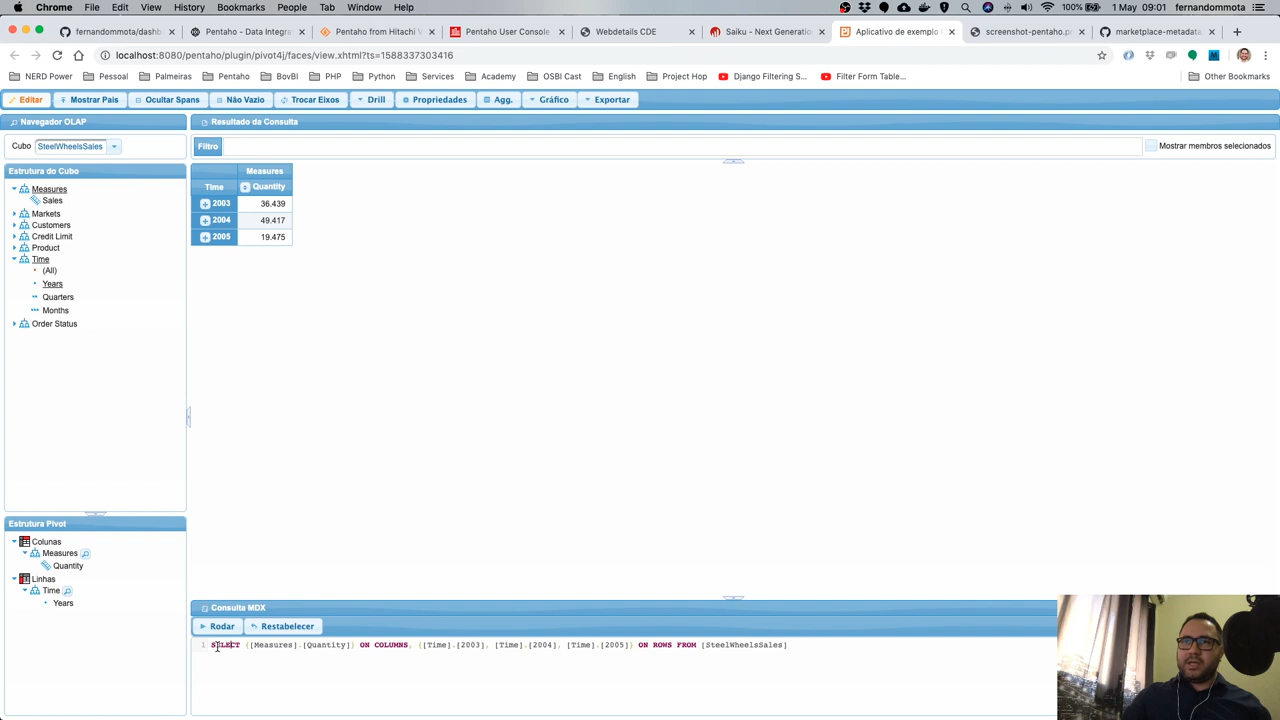 Chrome File Edit View History Bookmarks People Tab Window Help
100% 1 May 09:01 fernandommota
fernandommota/dashb
Pentaho - Data Integra
Pentaho from Hitachi V
Pentaho User Console
Webdetails CDE
Saiku - Next Generatio
Aplicativo de exemplo
screenshot-pentaho.pn
marketplace-metadata
localhost:8080/pentaho/plugin/pivot4j/faces/view.xhtml?ts=1588337303416
NERD Power Pessoal Palmeiras Pentaho BovBI PHP Python Services Academy OSBI Cast English Project Hop Django Filtering S... Filter Form Table... Other Bookmarks
Editar Mostrar Pais Ocultar Spans Não Vazio Trocar Eixos Drill Propriedades Agg. Gráfico Exportar
Navegador OLAP
Resultado da Consulta
Cubo SteelWheelsSales
Filtro
Mostrar membros selecionados
Estrutura do Cubo
Measures
Sales
Markets
Customers
Credit Limit
Product
Time
(All)
Years
Quarters
Months
Order Status
Measures
Time Quantity
2003 36.439
2004 49.417
2005 19.475
Estrutura Pivot
Colunas
Measures
Quantity
Linhas
Time
Years
Consulta MDX
Rodar Restabelecer
1 SELECT {[Measures].[Quantity]} ON COLUMNS, {[Time].[2003], [Time].[2004], [Time].[2005]} ON ROWS FROM [SteelWheelsSales]